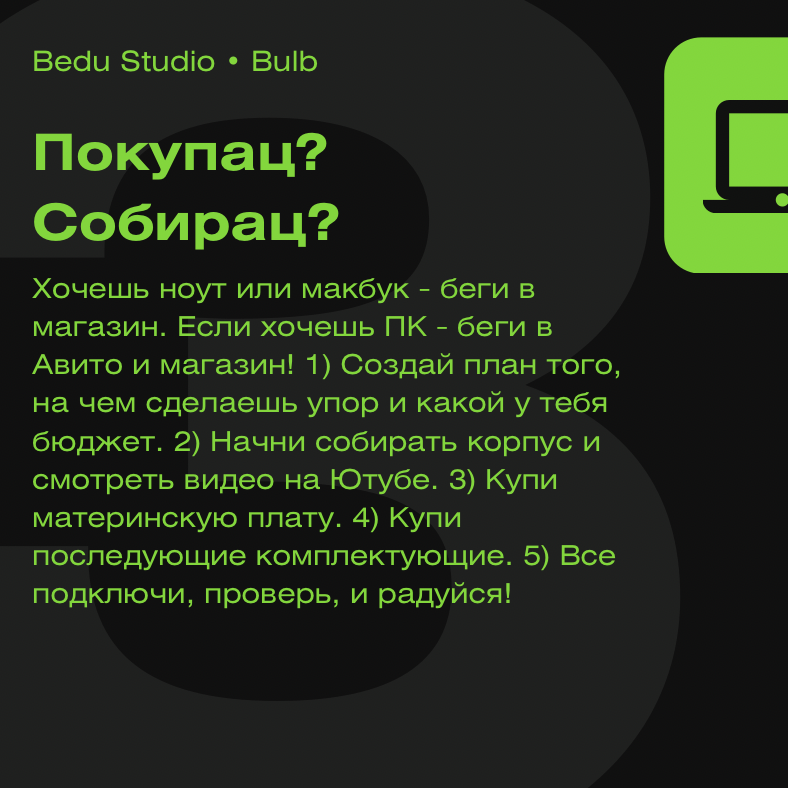 Bedu Studio • Bulb
Покупац?
Собирац?
Хочешь ноут или макбук - беги в
магазин. Если хочешь ПК - беги в
Авито и магазин! 1) Создай план того,
на чем сделаешь упор и какой у тебя
бюджет. 2) Начни собирать корпус и
смотреть видео на Ютубе. 3) Купи
материнскую плату. 4) Купи
последующие комплектующие. 5) Все
подключи, проверь, и радуйся!
3